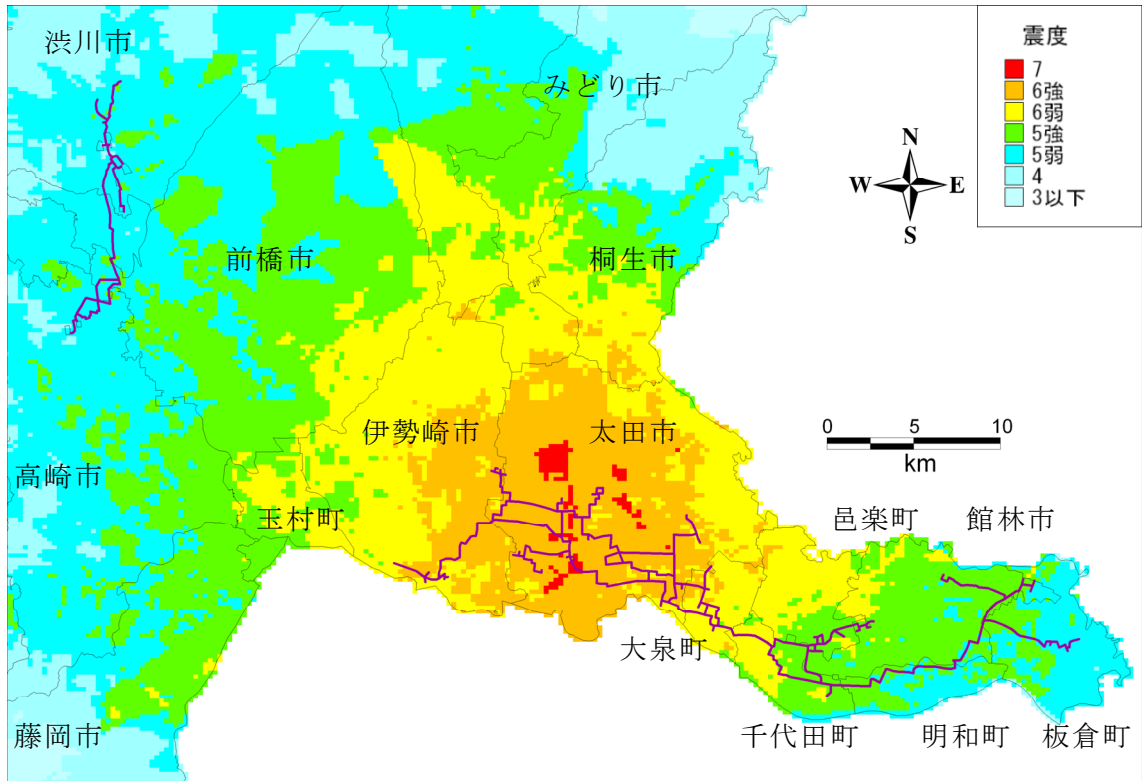 渋川市
みどり市
震度
7
6強
6弱
5強
5弱
4
3以下
N
W E
S
前橋市
桐生市
伊勢崎市
太田市
0 5 10
km
高崎市
玉村町
邑楽町
館林市
大泉町
藤岡市
千代田町
明和町
板倉町